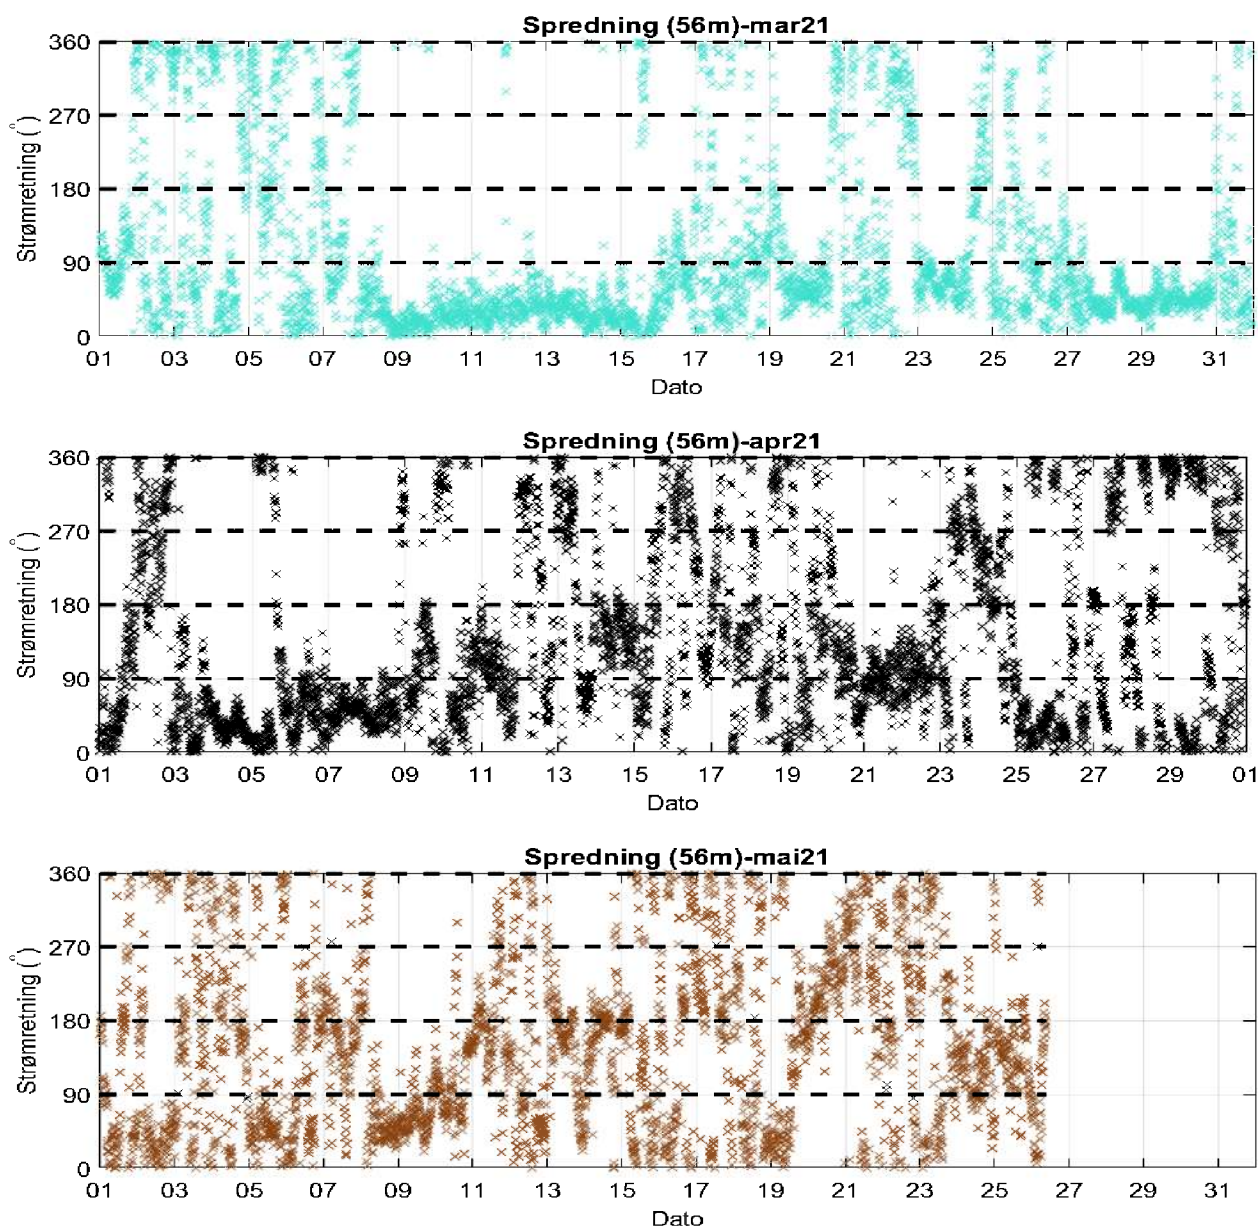 Spredning (56m)-mar21
Strømretning (°)
360
270
180
90
0
01 03 05 07 09 11 13 15 17 19 21 23 25 27 29 31
Dato
Spredning (56m)-apr21
Strømretning (°)
360
270
180
90
0
01 03 05 07 09 11 13 15 17 19 21 23 25 27 29 01
Dato
Spredning (56m)-mai21
Strømretning (°)
360
270
180
90
0
01 03 05 07 09 11 13 15 17 19 21 23 25 27 29 31
Dato